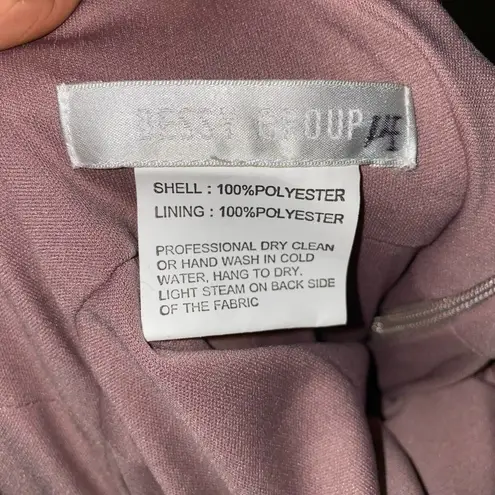 DESSY GROUP 14
SHELL : 100%POLYESTER
LINING : 100%POLYESTER
PROFESSIONAL DRY CLEAN
OR HAND WASH IN COLD
WATER, HANG TO DRY.
LIGHT STEAM ON BACK SIDE
OF THE FABRIC